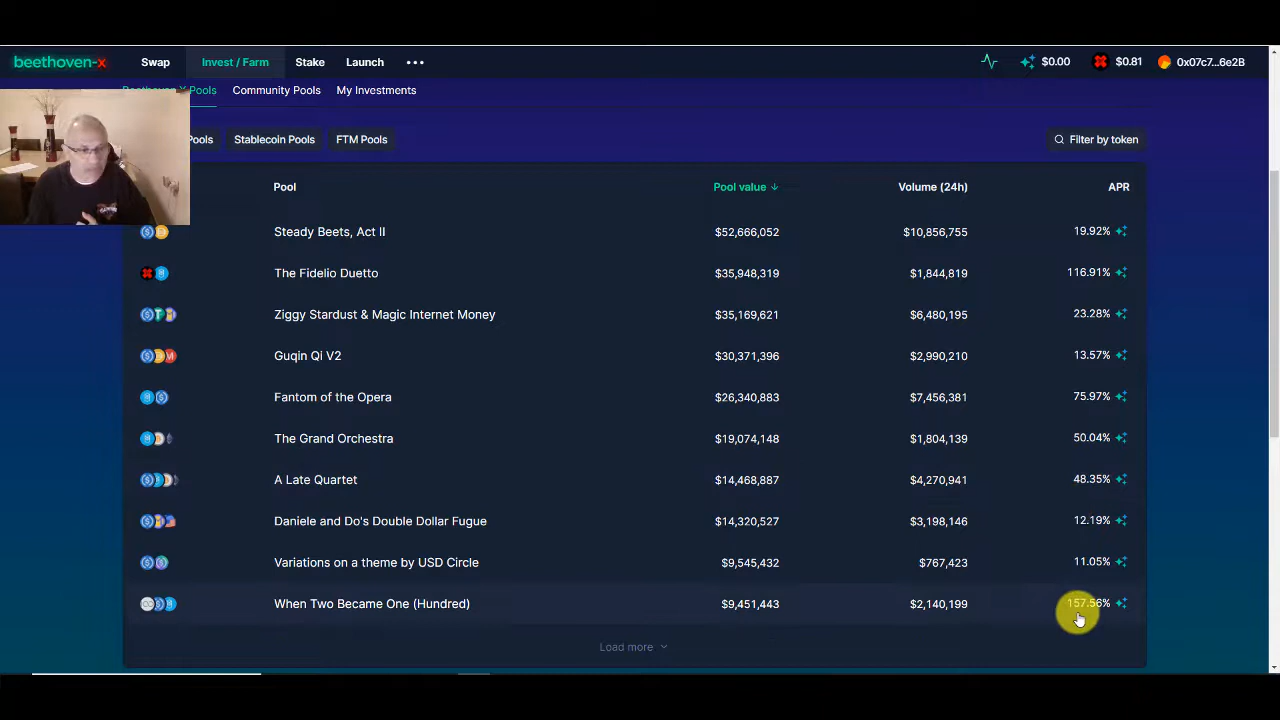 beethoven-x Swap Invest / Farm Stake Launch $0.00 $0.81 0x07c7...6e2B
Pools Community Pools My Investments
Pools Stablecoin Pools FTM Pools Filter by token
Pool Pool value Volume (24h) APR
Steady Beets, Act II $52,666,052 $10,856,755 19.92%
The Fidelio Duetto $35,948,319 $1,844,819 116.91%
Ziggy Stardust & Magic Internet Money $35,169,621 $6,480,195 23.28%
Guqin Qi V2 $30,371,396 $2,990,210 13.57%
Fantom of the Opera $26,340,883 $7,456,381 75.97%
The Grand Orchestra $19,074,148 $1,804,139 50.04%
A Late Quartet $14,468,887 $4,270,941 48.35%
Daniele and Do's Double Dollar Fugue $14,320,527 $3,198,146 12.19%
Variations on a theme by USD Circle $9,545,432 $767,423 11.05%
When Two Became One (Hundred) $9,451,443 $2,140,199 157.56%
Load more